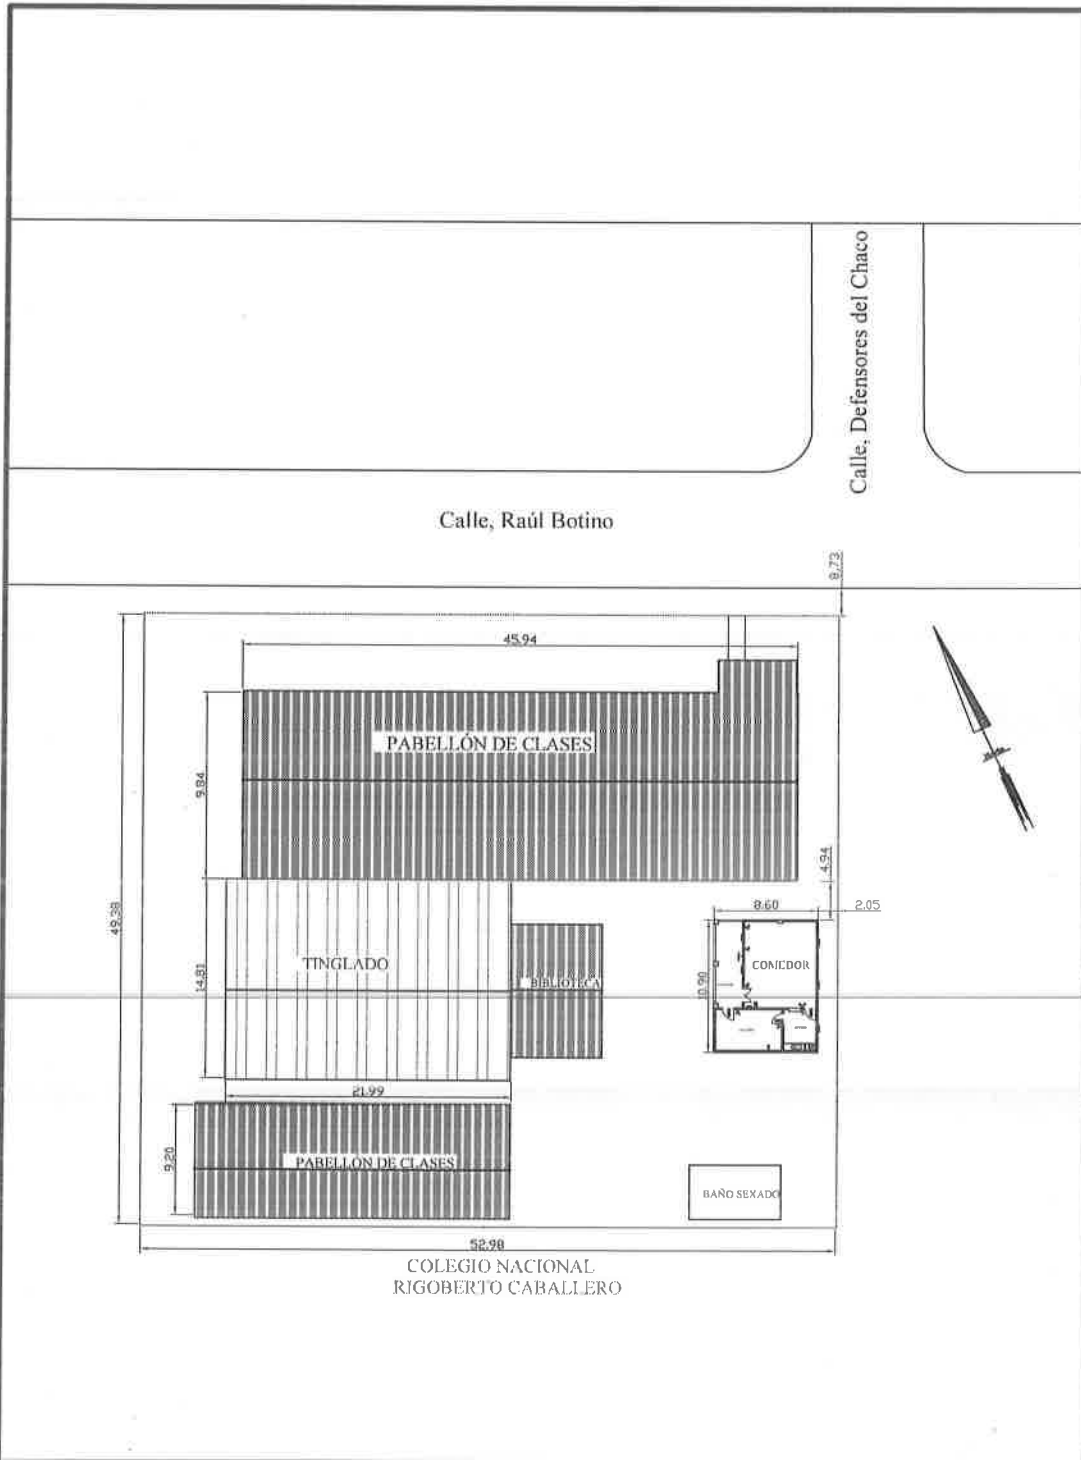 Calle, Defensores del Chaco
Calle, Raúl Botino
8.73
45.94
PABELLÓN DE CLASES
9.84
4.94
49.38
8.60
2.05
TINGLADO
COMEDOR
BIBLIOTECA
14.81
10.90
21.99
9.20
PABELLÓN DE CLASES
BAÑO SEXADO
52.98
COLEGIO NACIONAL
RIGOBERTO CABALLERO